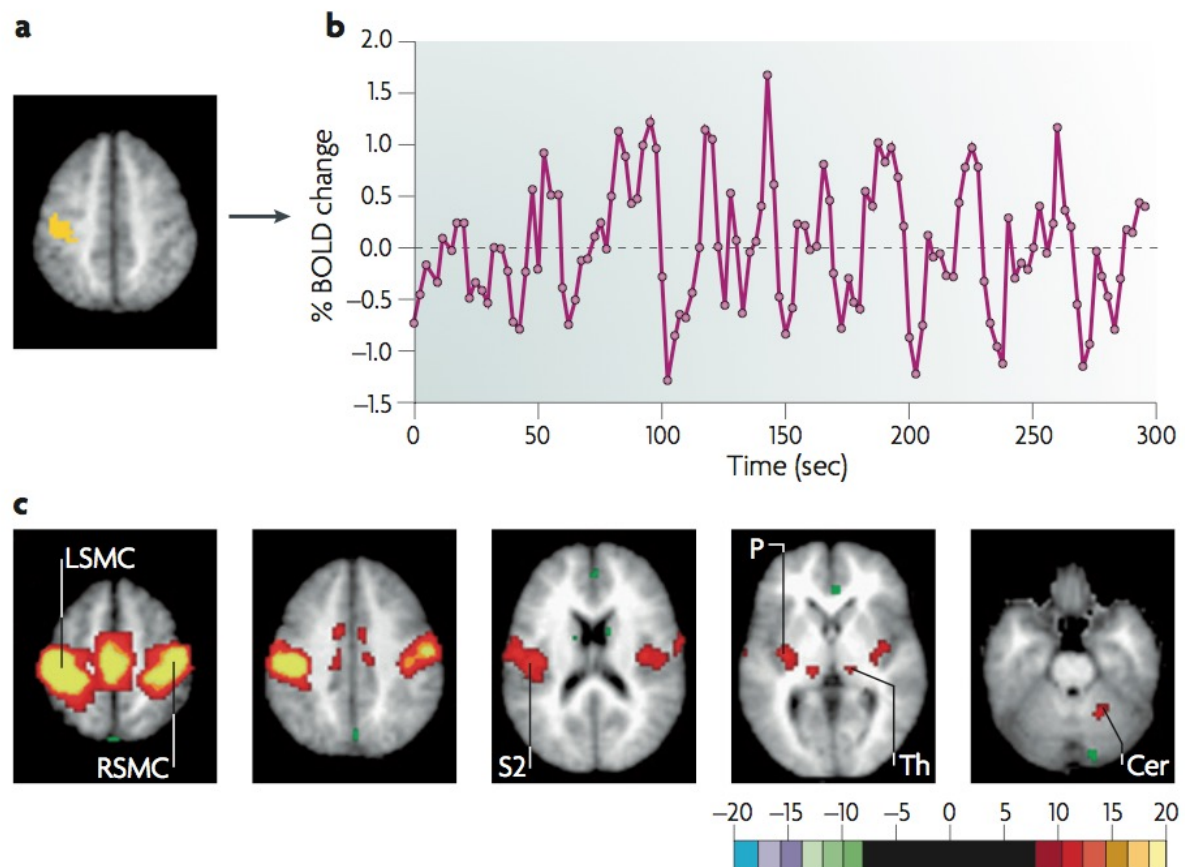 a
b
2.0
1.5
1.0
0.5
0.0
–0.5
–1.0
–1.5
% BOLD change
0 50 100 150 200 250 300
Time (sec)
c
LSMC
RSMC
S2
P
Th
Cer
–20 –15 –10 –5 0 5 10 15 20